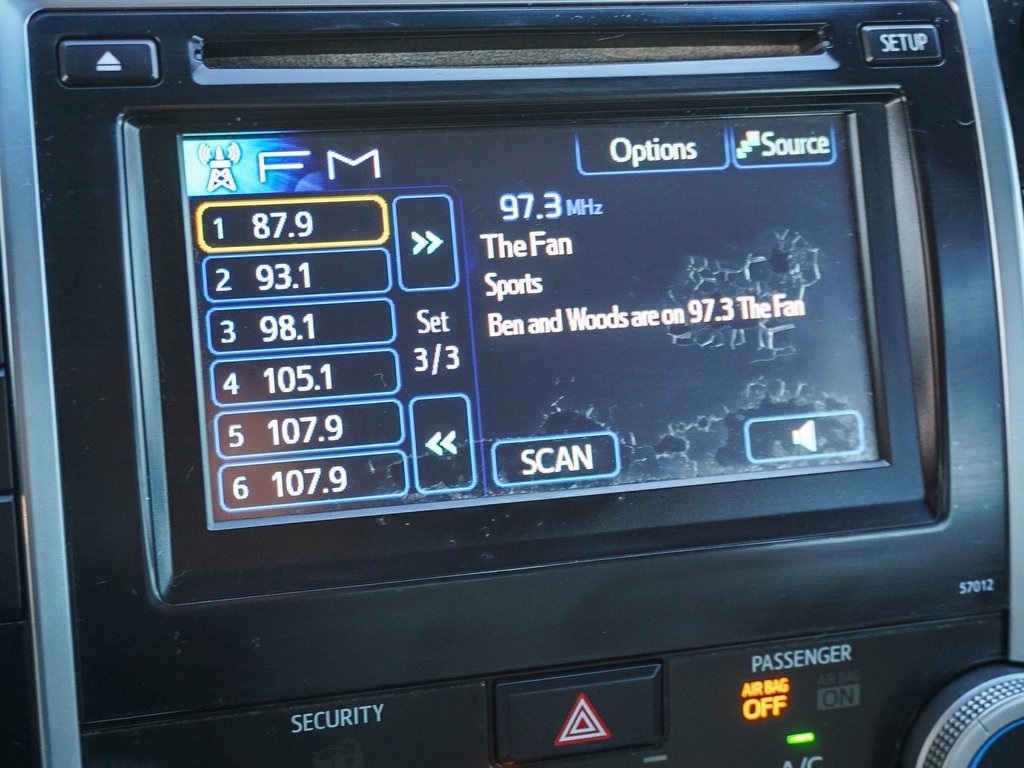 SETUP
FM
Options
Source
1 87.9
2 93.1
3 98.1
4 105.1
5 107.9
6 107.9
>>
Set
3/3
<<
97.3 MHz
The Fan
Sports
Ben and Woods are on 97.3 The Fan
SCAN
57012
SECURITY
PASSENGER
AIR BAG
OFF
AIR BAG
ON
A/C